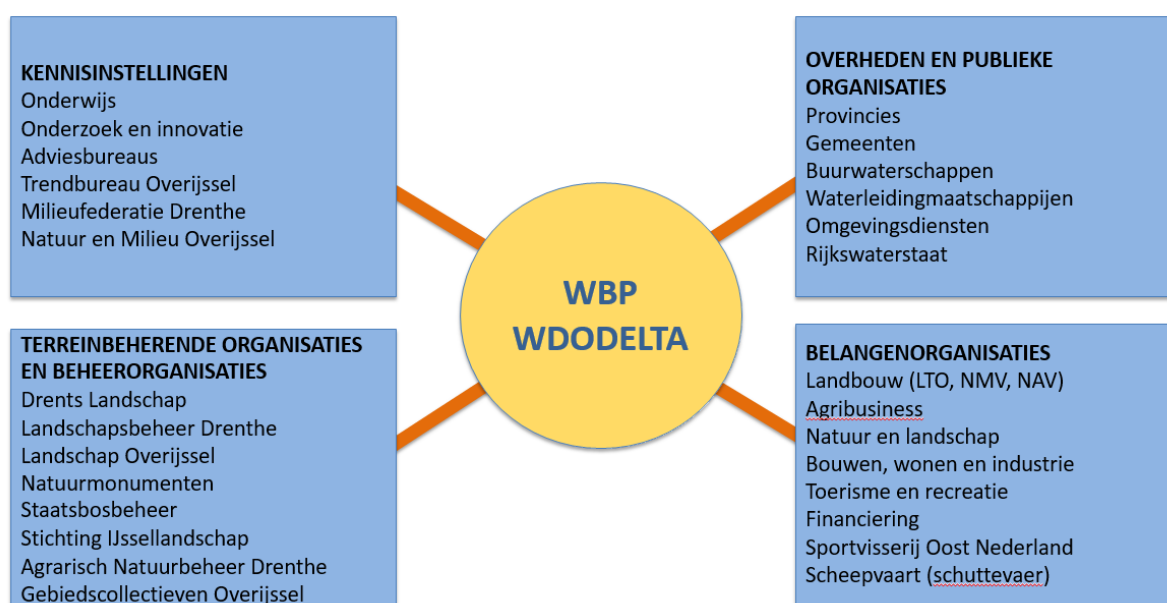 KENNISINSTELLINGEN
Onderwijs
Onderzoek en innovatie
Adviesbureaus
Trendbureau Overijssel
Milieufederatie Drenthe
Natuur en Milieu Overijssel
OVERHEDEN EN PUBLIEKE
ORGANISATIES
Provincies
Gemeenten
Buurwaterschappen
Waterleidingmaatschappijen
Omgevingsdiensten
Rijkswaterstaat
WBP
WDODELTA
TERREINBEHERENDE ORGANISATIES
EN BEHEERORGANISATIES
Drents Landschap
Landschapsbeheer Drenthe
Landschap Overijssel
Natuurmonumenten
Staatsbosbeheer
Stichting IJssellandschap
Agrarisch Natuurbeheer Drenthe
Gebiedscollectieven Overijssel
BELANGENORGANISATIES
Landbouw (LTO, NMV, NAV)
Agribusiness
Natuur en landschap
Bouwen, wonen en industrie
Toerisme en recreatie
Financiering
Sportvisserij Oost Nederland
Scheepvaart (schuttevaer)